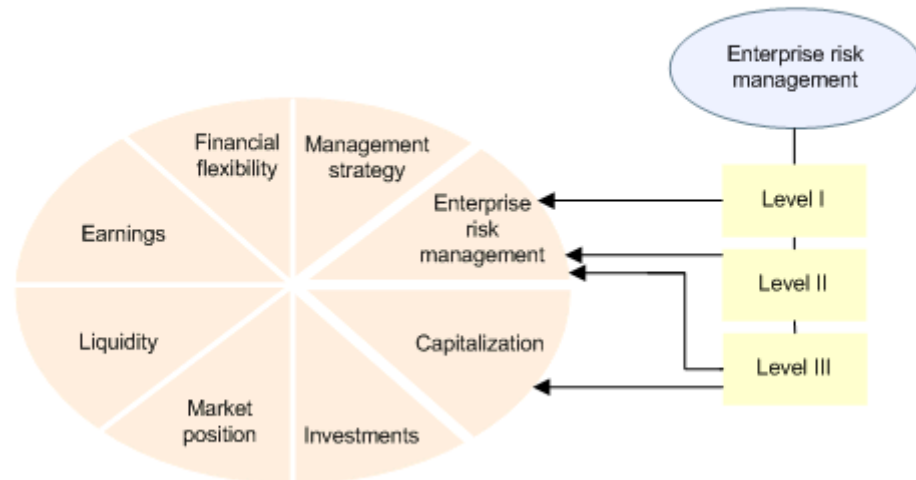 Enterprise risk
management
Financial
flexibility
Management
strategy
Enterprise
risk
management
Earnings
Liquidity
Capitalization
Market
position
Investments
Level I
Level II
Level III